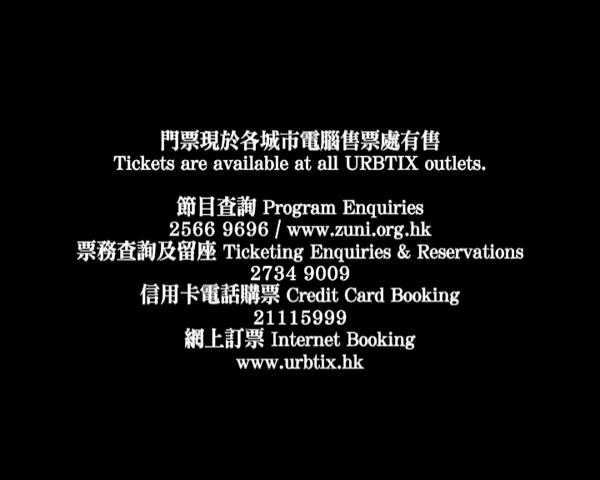 門票現於各城市電腦售票處有售
Tickets are available at all URBTIX outlets.
節目查詢 Program Enquiries
2566 9696 / www.zuni.org.hk
票務查詢及留座 Ticketing Enquiries & Reservations
2734 9009
信用卡電話購票 Credit Card Booking
21115999
網上訂票 Internet Booking
www.urbtix.hk